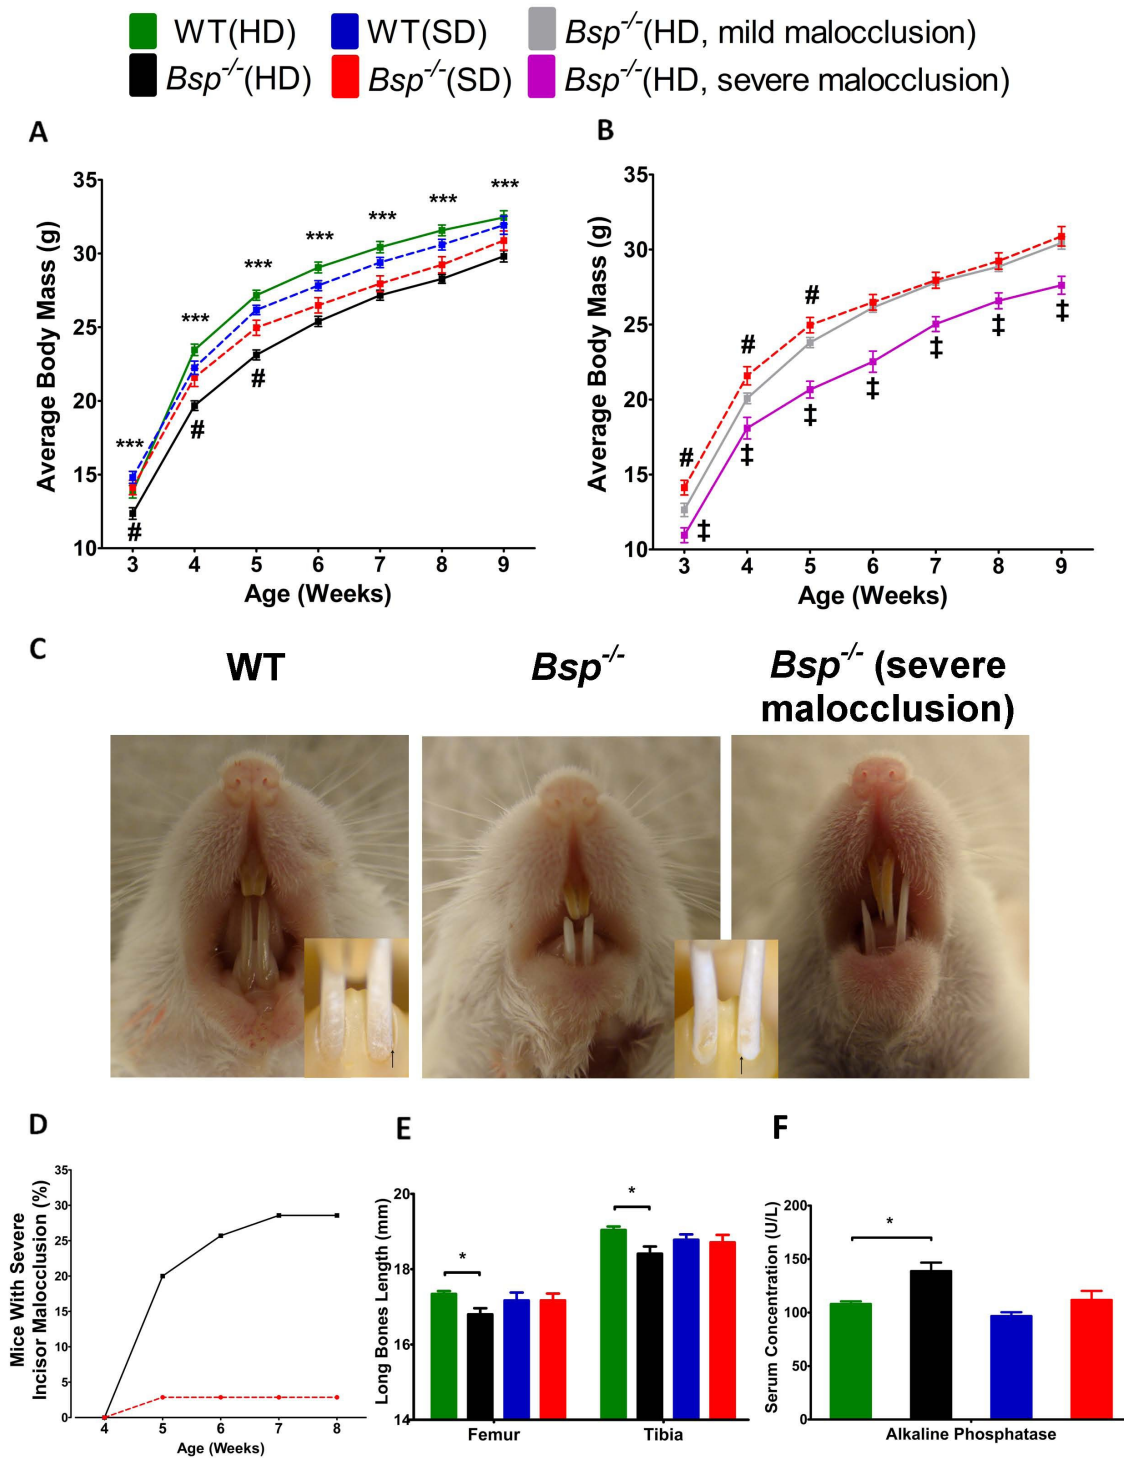 WT(HD) WT(SD) Bsp-/-(HD, mild malocclusion)
Bsp-/-(HD) Bsp-/-(SD) Bsp-/-(HD, severe malocclusion)
A
35
30
25
20
15
10
Average Body Mass (g)
*** *** *** *** *** *** ***
# # #
3 4 5 6 7 8 9
Age (Weeks)
B
35
30
25
20
15
10
Average Body Mass (g)
# # #
‡ ‡ ‡ ‡ ‡ ‡ ‡
3 4 5 6 7 8 9
Age (Weeks)
C
WT
Bsp-/-
Bsp-/- (severe
malocclusion)
D
Mice With Severe
Incisor Malocclusion (%)
35
30
25
20
15
10
5
0
4 5 6 7 8
Age (Weeks)
E
Long Bones Length (mm)
20
18
16
14
* *
Femur Tibia
F
Serum Concentration (U/L)
200
150
100
50
0
*
Alkaline Phosphatase